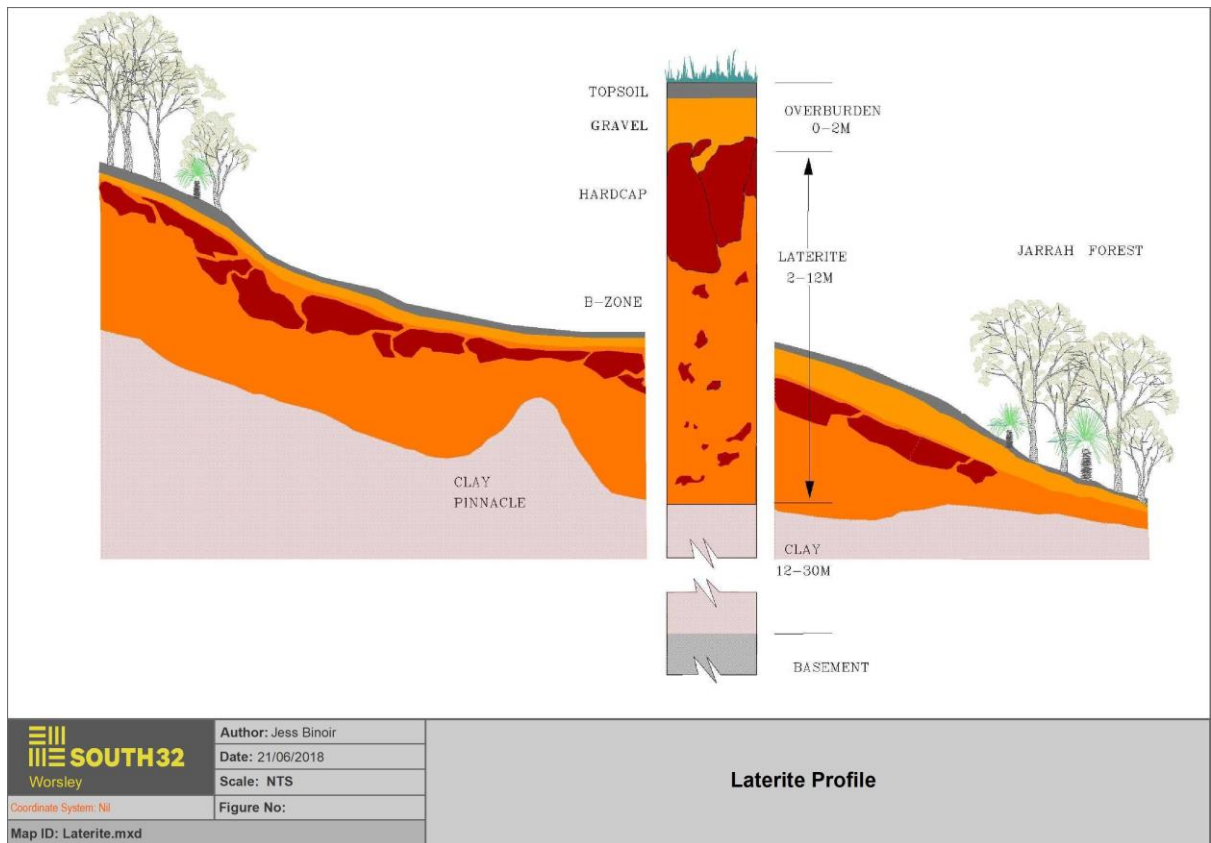 TOPSOIL
GRAVEL
HARDCAP
B-ZONE
OVERBURDEN
0-2M
LATERITE
2-12M
JARRAH FOREST
CLAY
PINNACLE
CLAY
12-30M
BASEMENT
SOUTH32
Worsley
Coordinate System: Nil
Map ID: Laterite.mxd
Author: Jess Binoir
Date: 21/06/2018
Scale: NTS
Figure No:
Laterite Profile